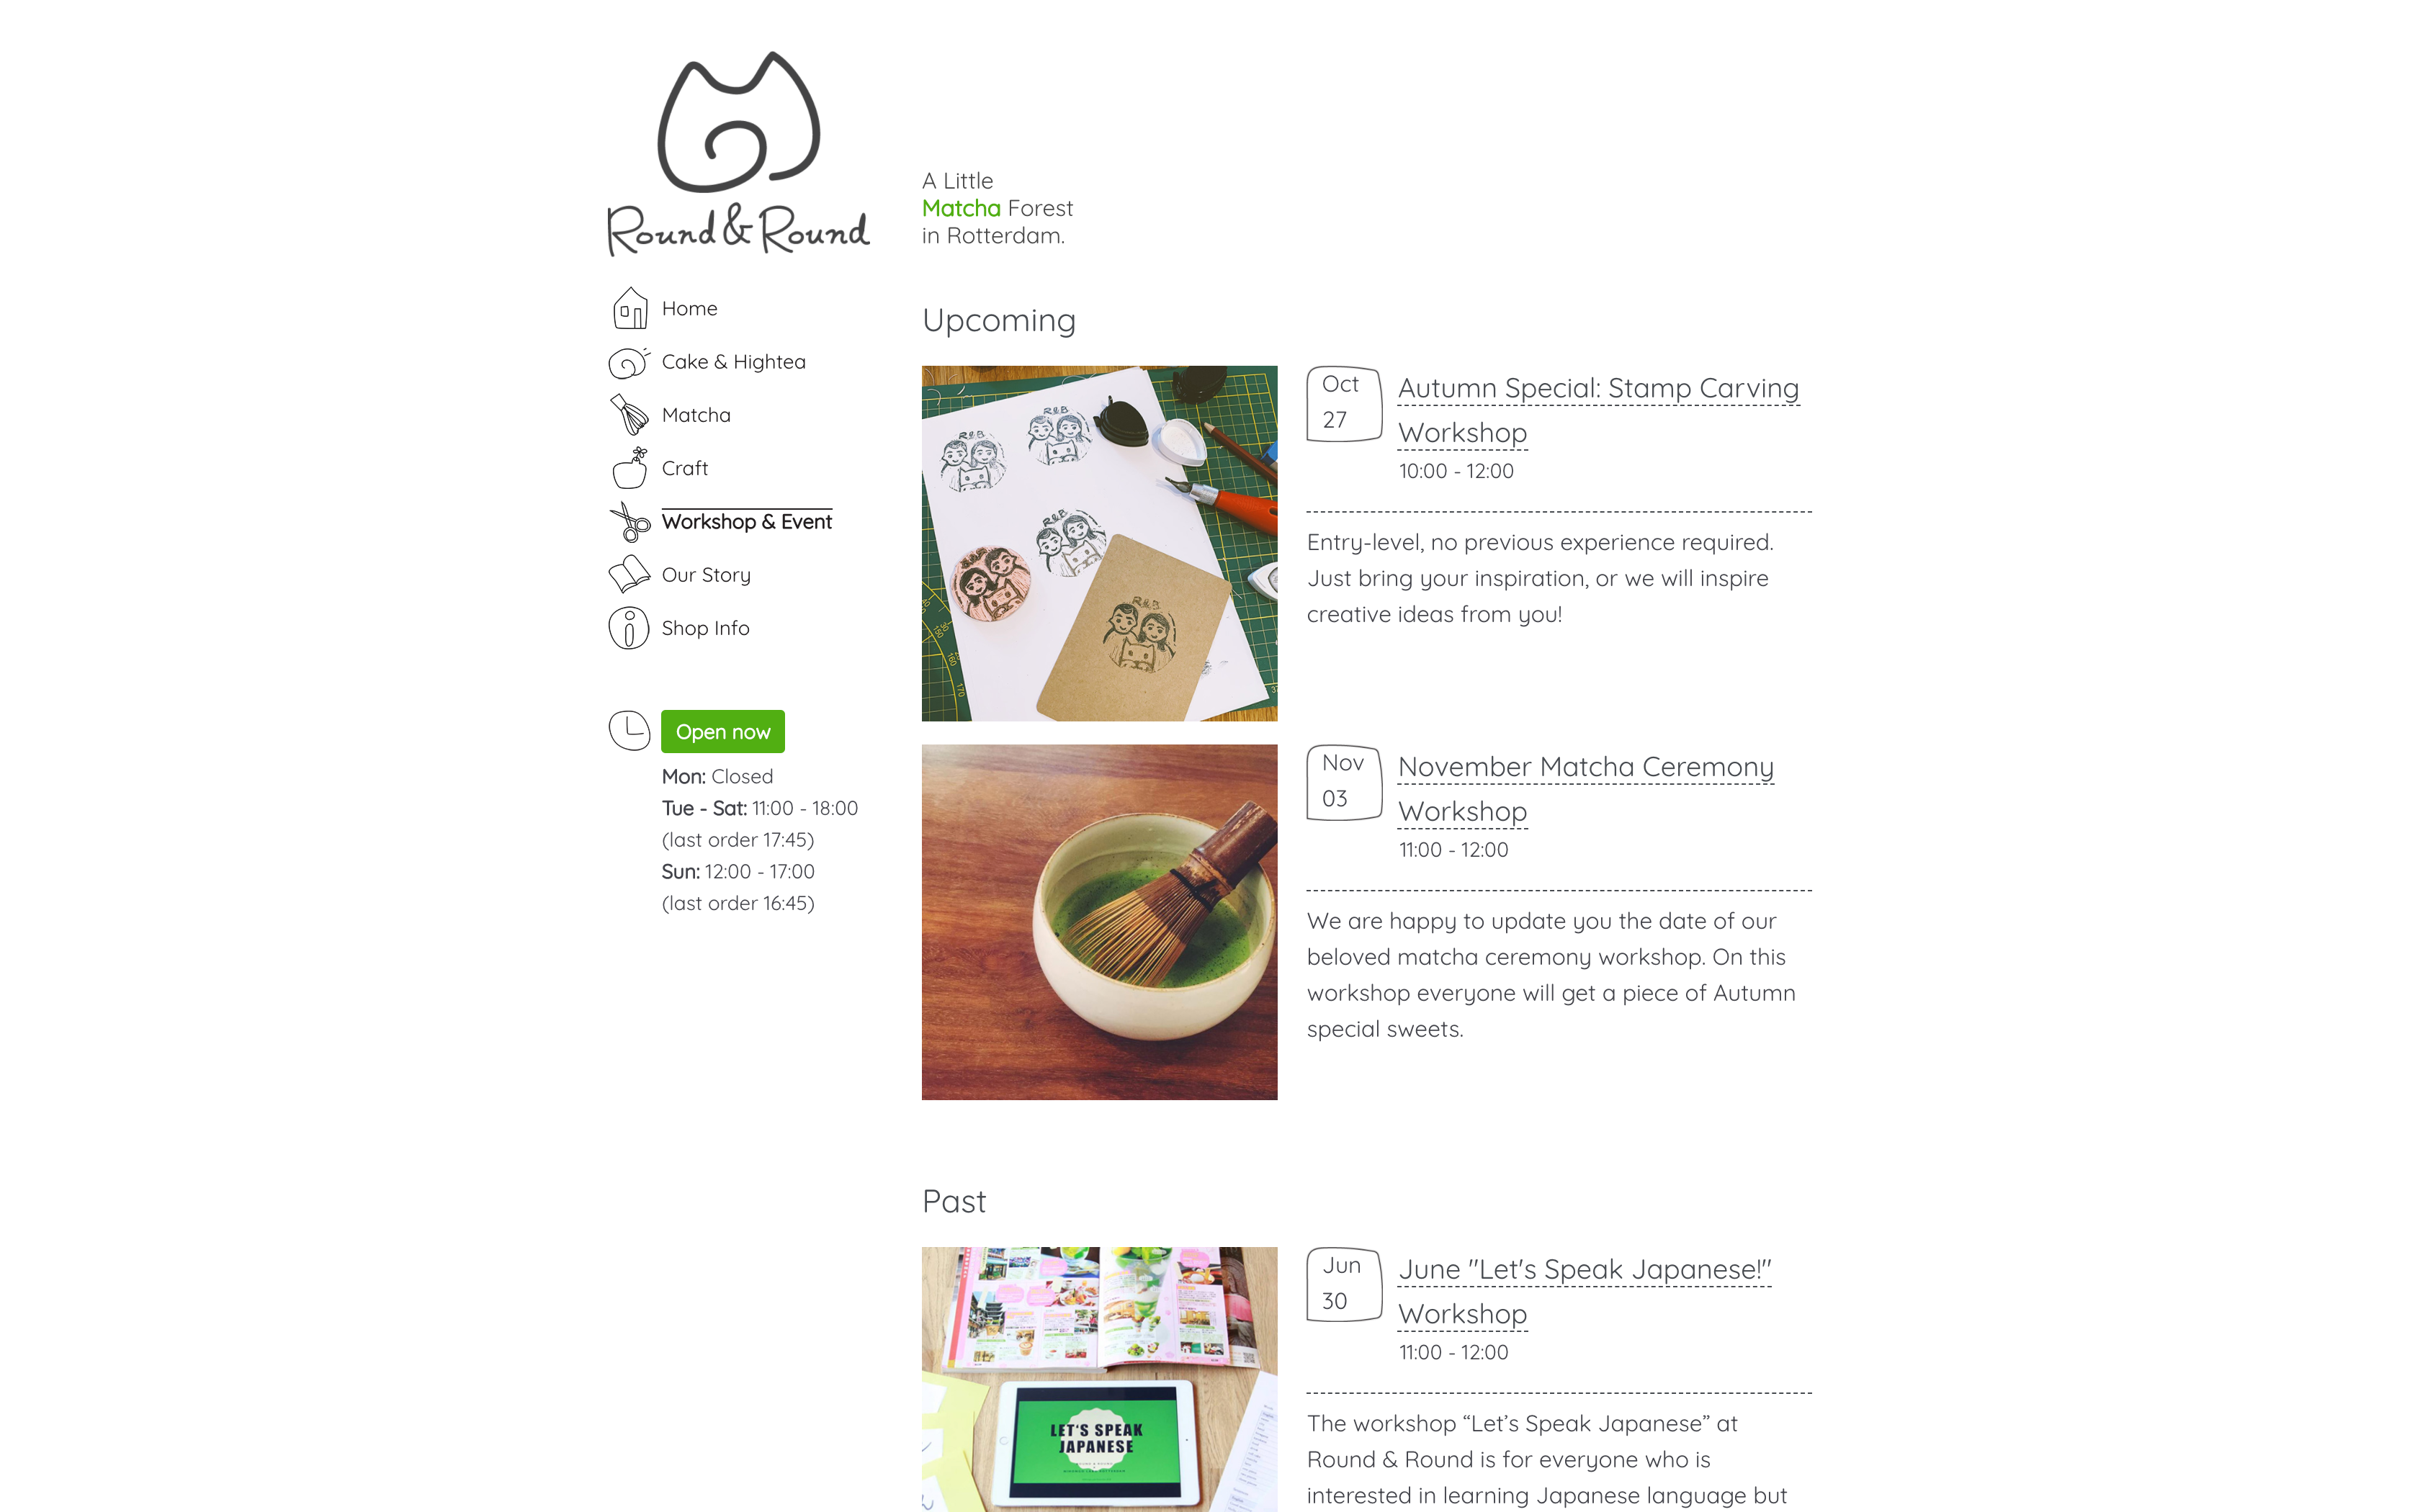 Round & Round
A Little
Matcha Forest
in Rotterdam.
Home
Cake & Hightea
Matcha
Craft
Workshop & Event
Our Story
Shop Info
Open now
Mon: Closed
Tue - Sat: 11:00 - 18:00
(last order 17:45)
Sun: 12:00 - 17:00
(last order 16:45)
Upcoming
R&B
R&B
R&B
R&B
Oct
27
Autumn Special: Stamp Carving
Workshop
10:00 - 12:00
Entry-level, no previous experience required.
Just bring your inspiration, or we will inspire
creative ideas from you!
Nov
03
November Matcha Ceremony
Workshop
11:00 - 12:00
We are happy to update you the date of our
beloved matcha ceremony workshop. On this
workshop everyone will get a piece of Autumn
special sweets.
Past
LET'S SPEAK
JAPANESE
Jun
30
June "Let's Speak Japanese!"
Workshop
11:00 - 12:00
The workshop “Let’s Speak Japanese” at
Round & Round is for everyone who is
interested in learning Japanese language but